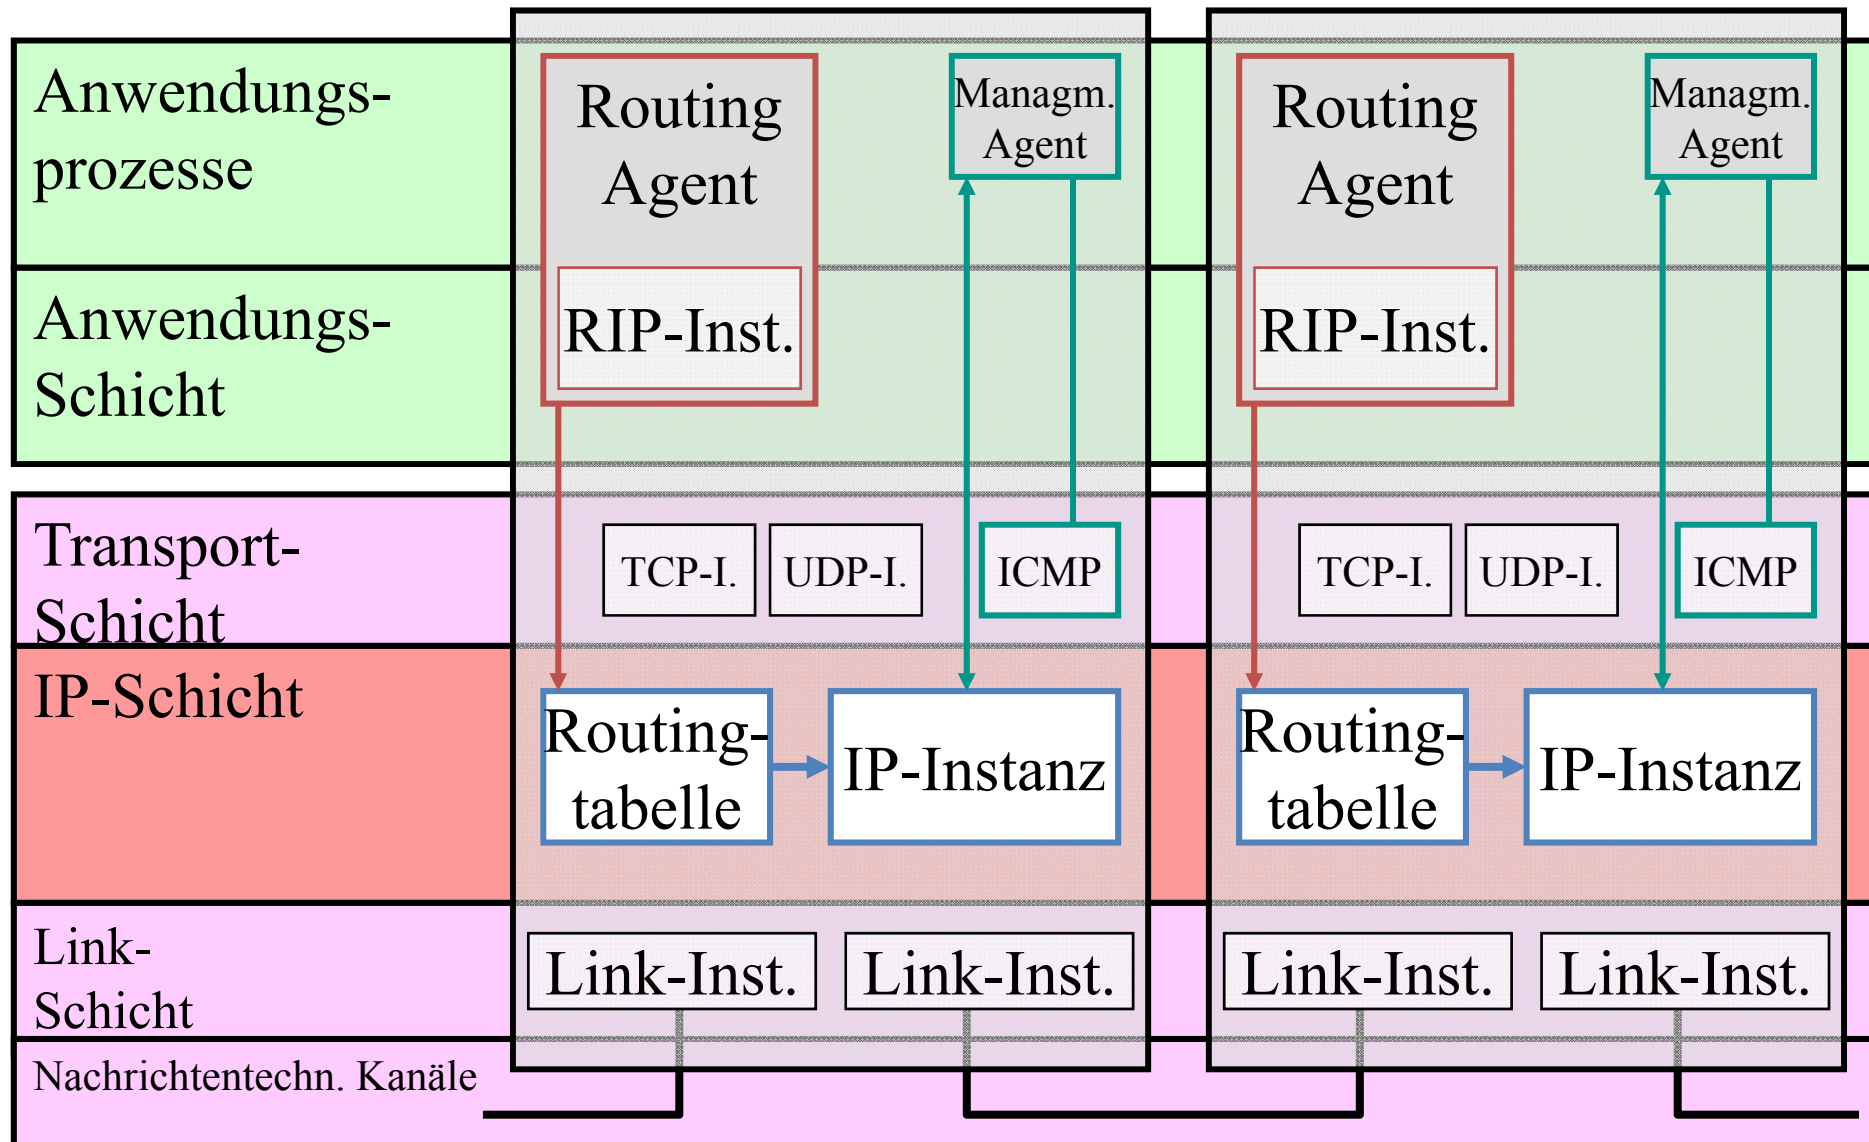 Anwendungs-
prozesse
Routing
Agent
Managm.
Agent
Routing
Agent
Managm.
Agent
Anwendungs-
Schicht
RIP-Inst.
RIP-Inst.
Transport-
Schicht
TCP-I.
UDP-I.
ICMP
TCP-I.
UDP-I.
ICMP
IP-Schicht
Routing-
tabelle
IP-Instanz
Routing-
tabelle
IP-Instanz
Link-
Schicht
Link-Inst.
Link-Inst.
Link-Inst.
Link-Inst.
Nachrichtentechn. Kanäle